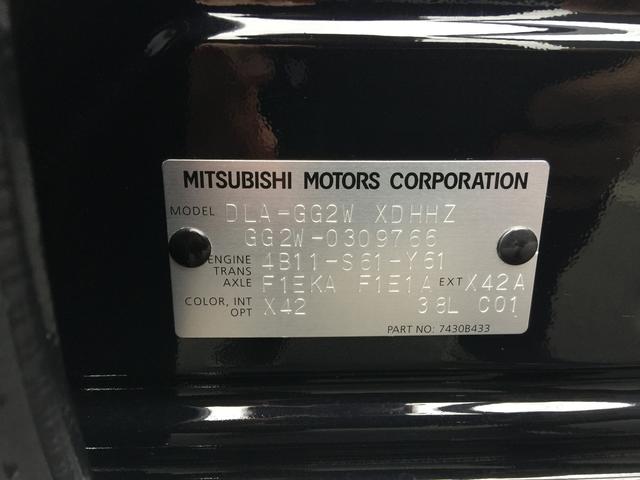 MITSUBISHI MOTORS CORPORATION
MODEL DLA-GG2W XDHHZ
GG2W-0309766
ENGINE 4B11-S61-Y61
TRANS AXLE F1EKA F1E1A EXT X42A
COLOR, INT OPT X42 38L C01
PART NO: 7430B433